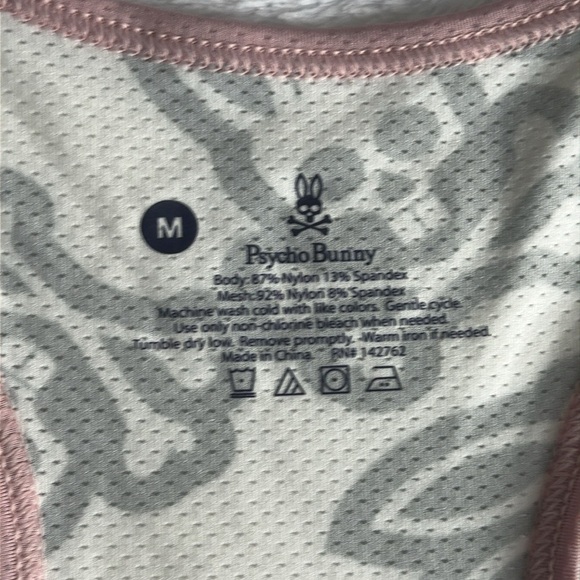 M
Psycho Bunny
Body: 87% Nylon 13% Spandex
Mesh: 92% Nylon 8% Spandex
Machine wash cold with like colors. Gentle cycle.
Use only non-chlorine bleach when needed.
Tumble dry low. Remove promptly. Warm iron if needed.
Made in China. RN# 142762